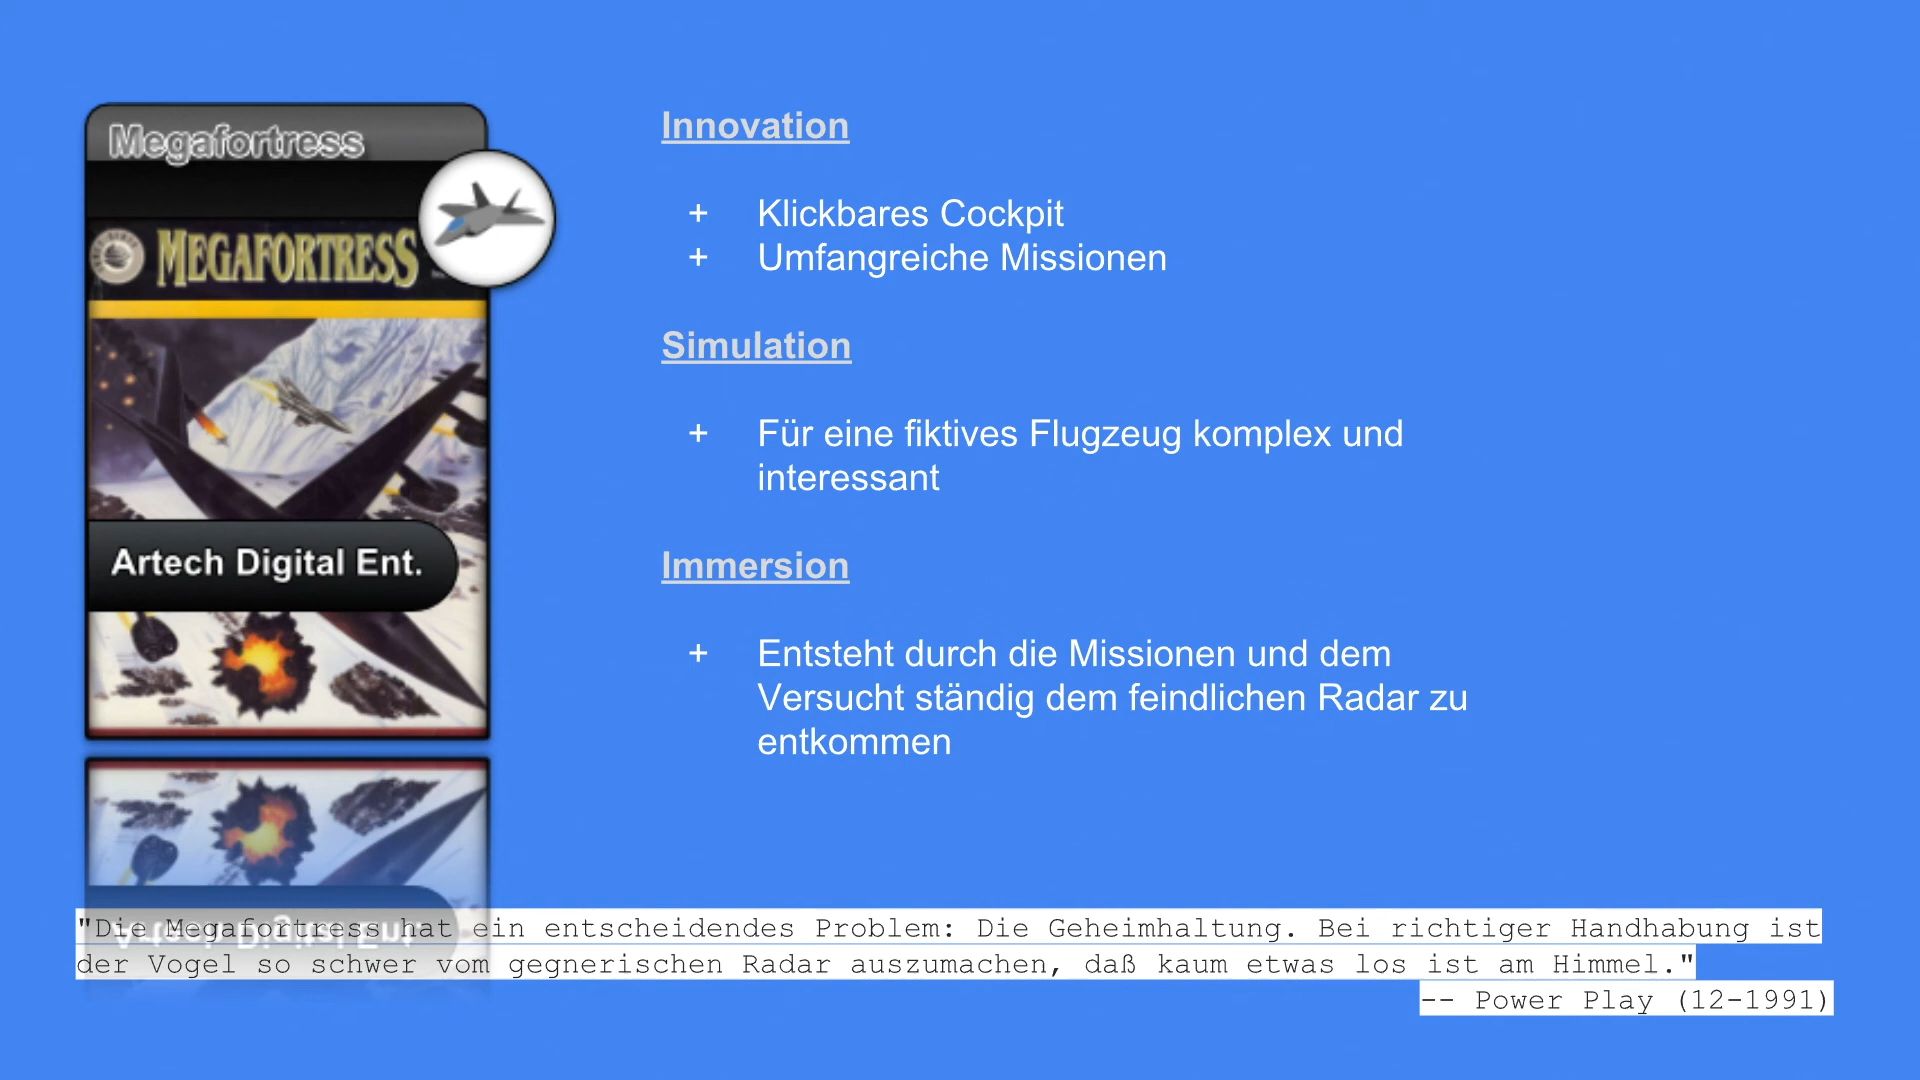 Megafortress
MEGAFORTRESS
Artech Digital Ent.
Innovation
+ Klickbares Cockpit
+ Umfangreiche Missionen
Simulation
+ Für eine fiktives Flugzeug komplex und
interessant
Immersion
+ Entsteht durch die Missionen und dem
Versucht ständig dem feindlichen Radar zu
entkommen
"Die Megafortress hat ein entscheidendes Problem: Die Geheimhaltung. Bei richtiger Handhabung ist
der Vogel so schwer vom gegnerischen Radar auszumachen, daß kaum etwas los ist am Himmel."
-- Power Play (12-1991)